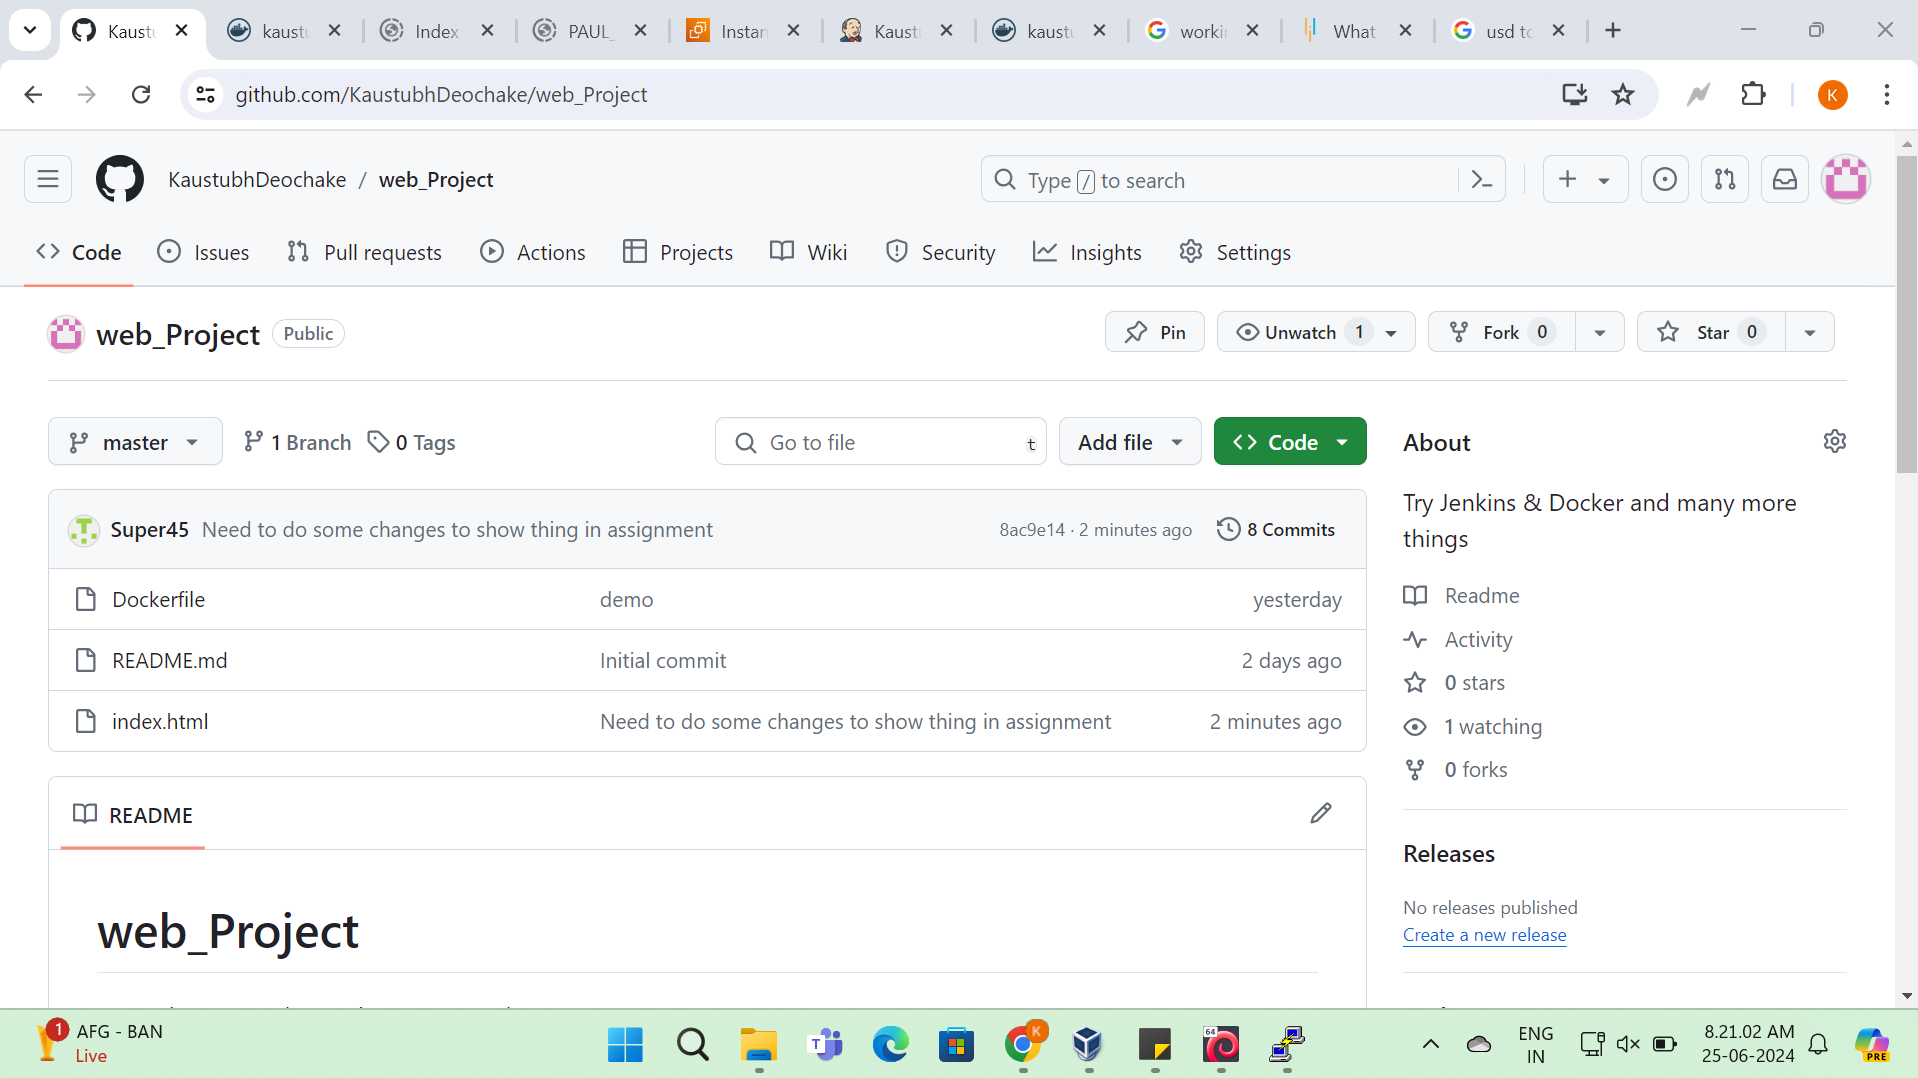 Kaustu
kaustu
Index
PAUL_
Instan
Kaustu
kaustu
workin
What
usd to
github.com/KaustubhDeochake/web_Project
K
KaustubhDeochake / web_Project
Type / to search
Code
Issues
Pull requests
Actions
Projects
Wiki
Security
Insights
Settings
web_Project Public
Pin
Unwatch 1
Fork 0
Star 0
master
1 Branch
0 Tags
Go to file t
Add file
Code
About
Try Jenkins & Docker and many more
things
Super45 Need to do some changes to show thing in assignment 8ac9e14 · 2 minutes ago 8 Commits
Dockerfile demo yesterday
README.md Initial commit 2 days ago
index.html Need to do some changes to show thing in assignment 2 minutes ago
Readme
Activity
0 stars
1 watching
0 forks
README
web_Project
Releases
No releases published
Create a new release
1
AFG - BAN
Live
T
K
64
ENG
IN
8.21.02 AM
25-06-2024
PRE